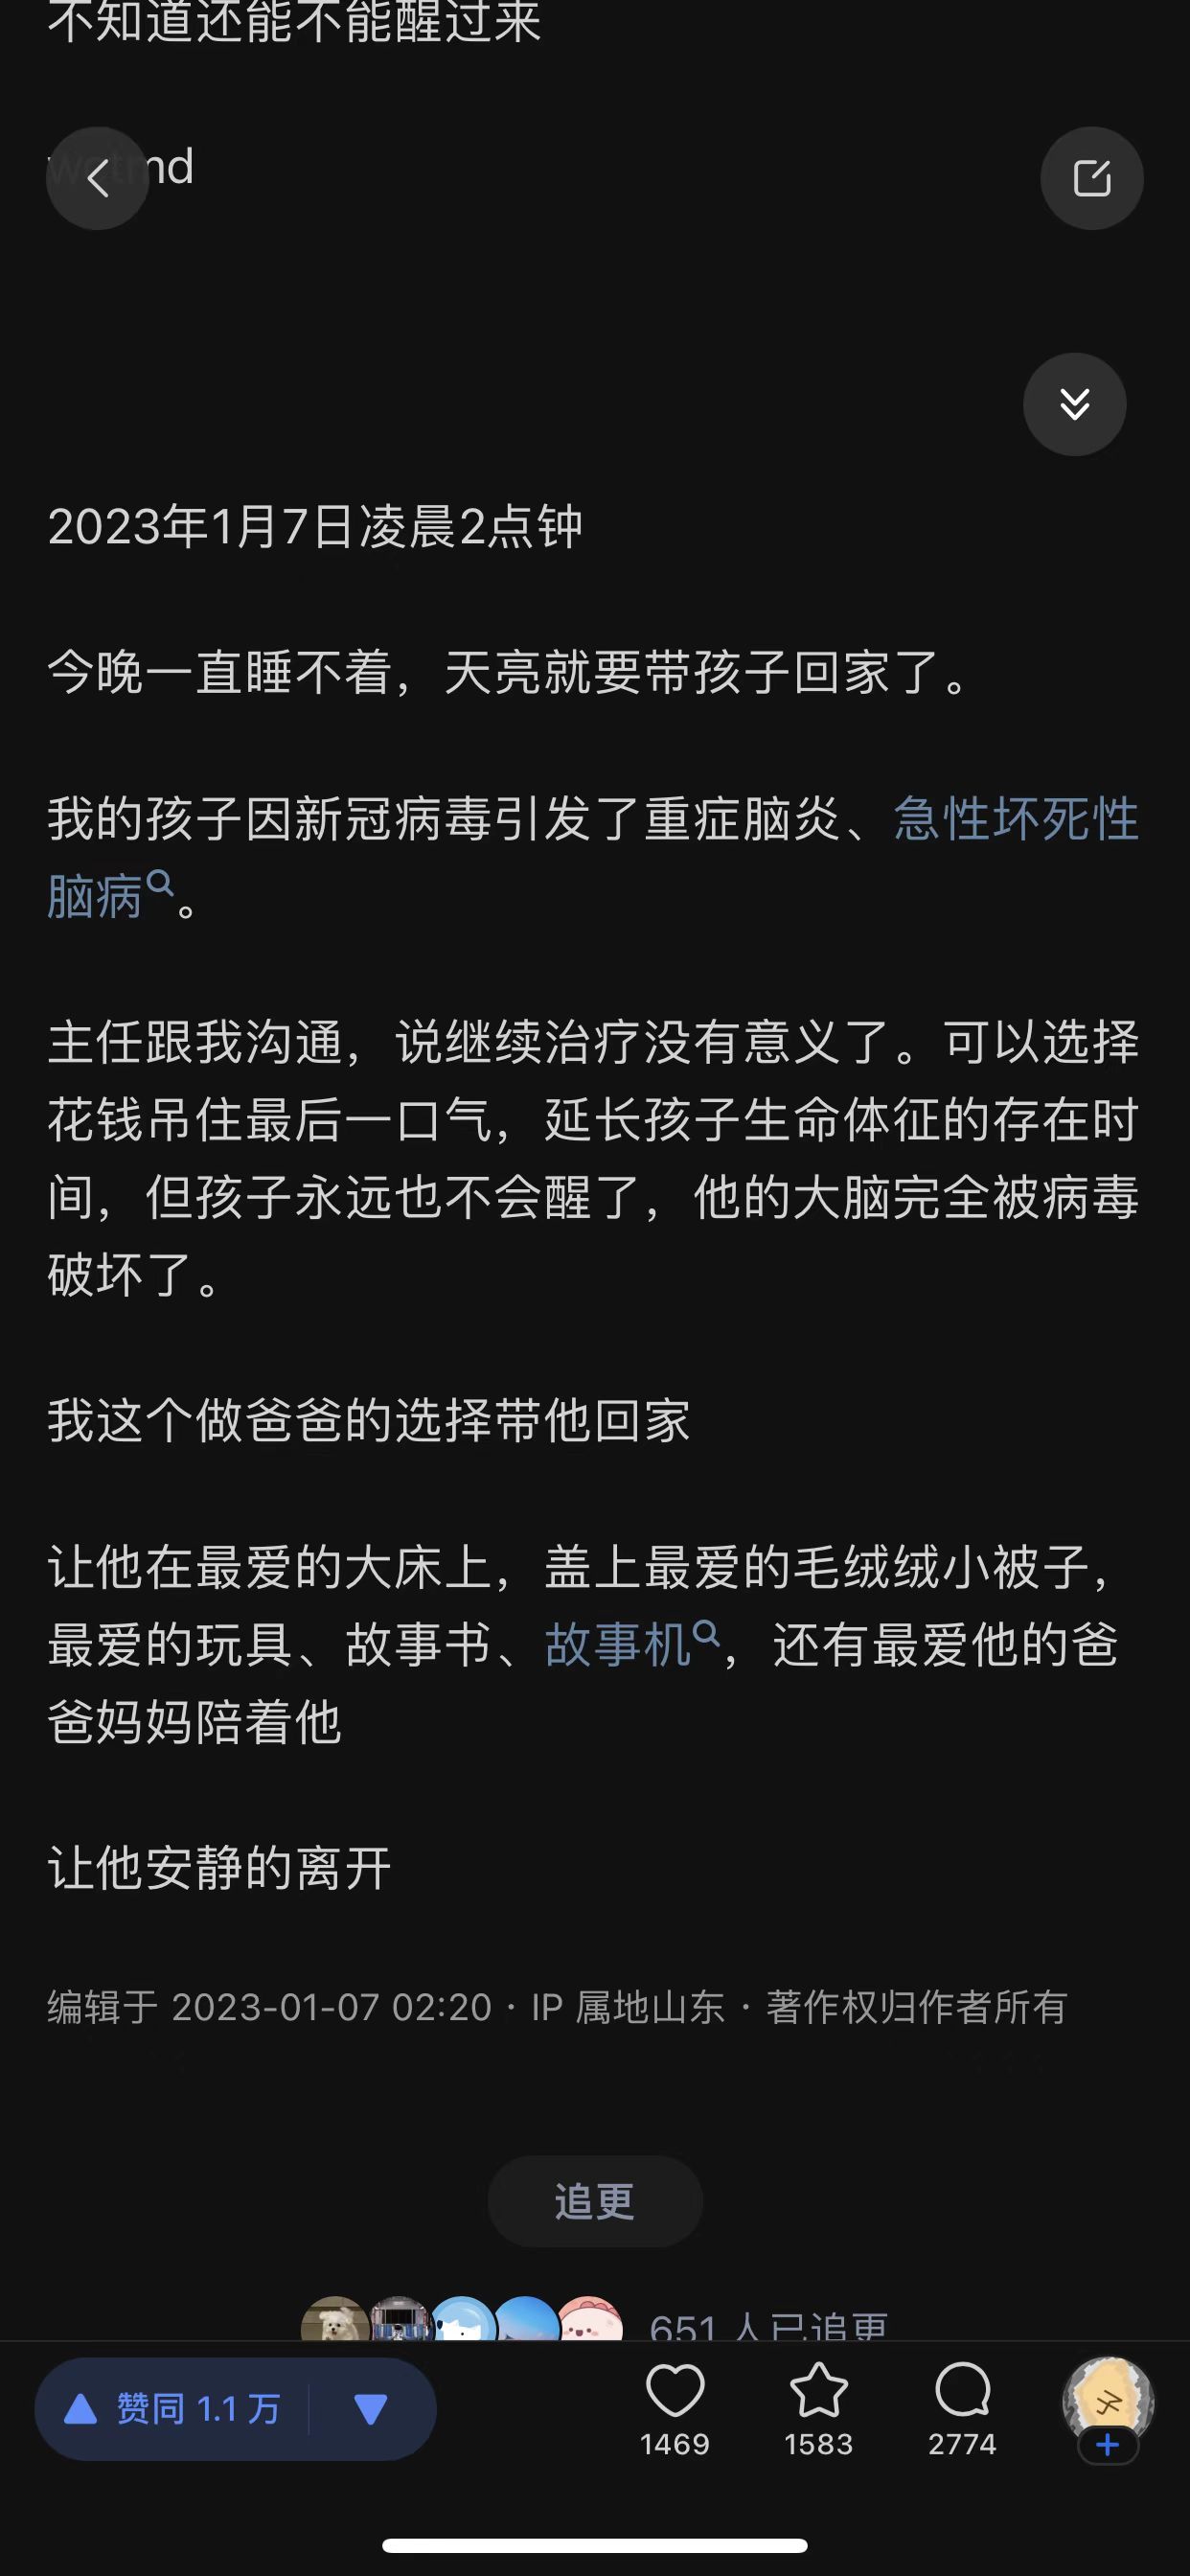 不知道还能不能醒过来
2023年1月7日凌晨2点钟
今晚一直睡不着，天亮就要带孩子回家了。
我的孩子因新冠病毒引发了重症脑炎、急性坏死性
脑病。
主任跟我沟通，说继续治疗没有意义了。可以选择
花钱吊住最后一口气，延长孩子生命体征的存在时
间，但孩子永远也不会醒了，他的大脑完全被病毒
破坏了。
我这个做爸爸的选择带他回家
让他在最爱的大床上，盖上最爱的毛绒绒小被子，
最爱的玩具、故事书、故事机，还有最爱他的爸
爸妈妈陪着他
让他安静的离开
编辑于 2023-01-07 02:20 · IP 属地山东 · 著作权归作者所有
追更
651 人已追更
赞同 1.1 万
1469
1583
2774